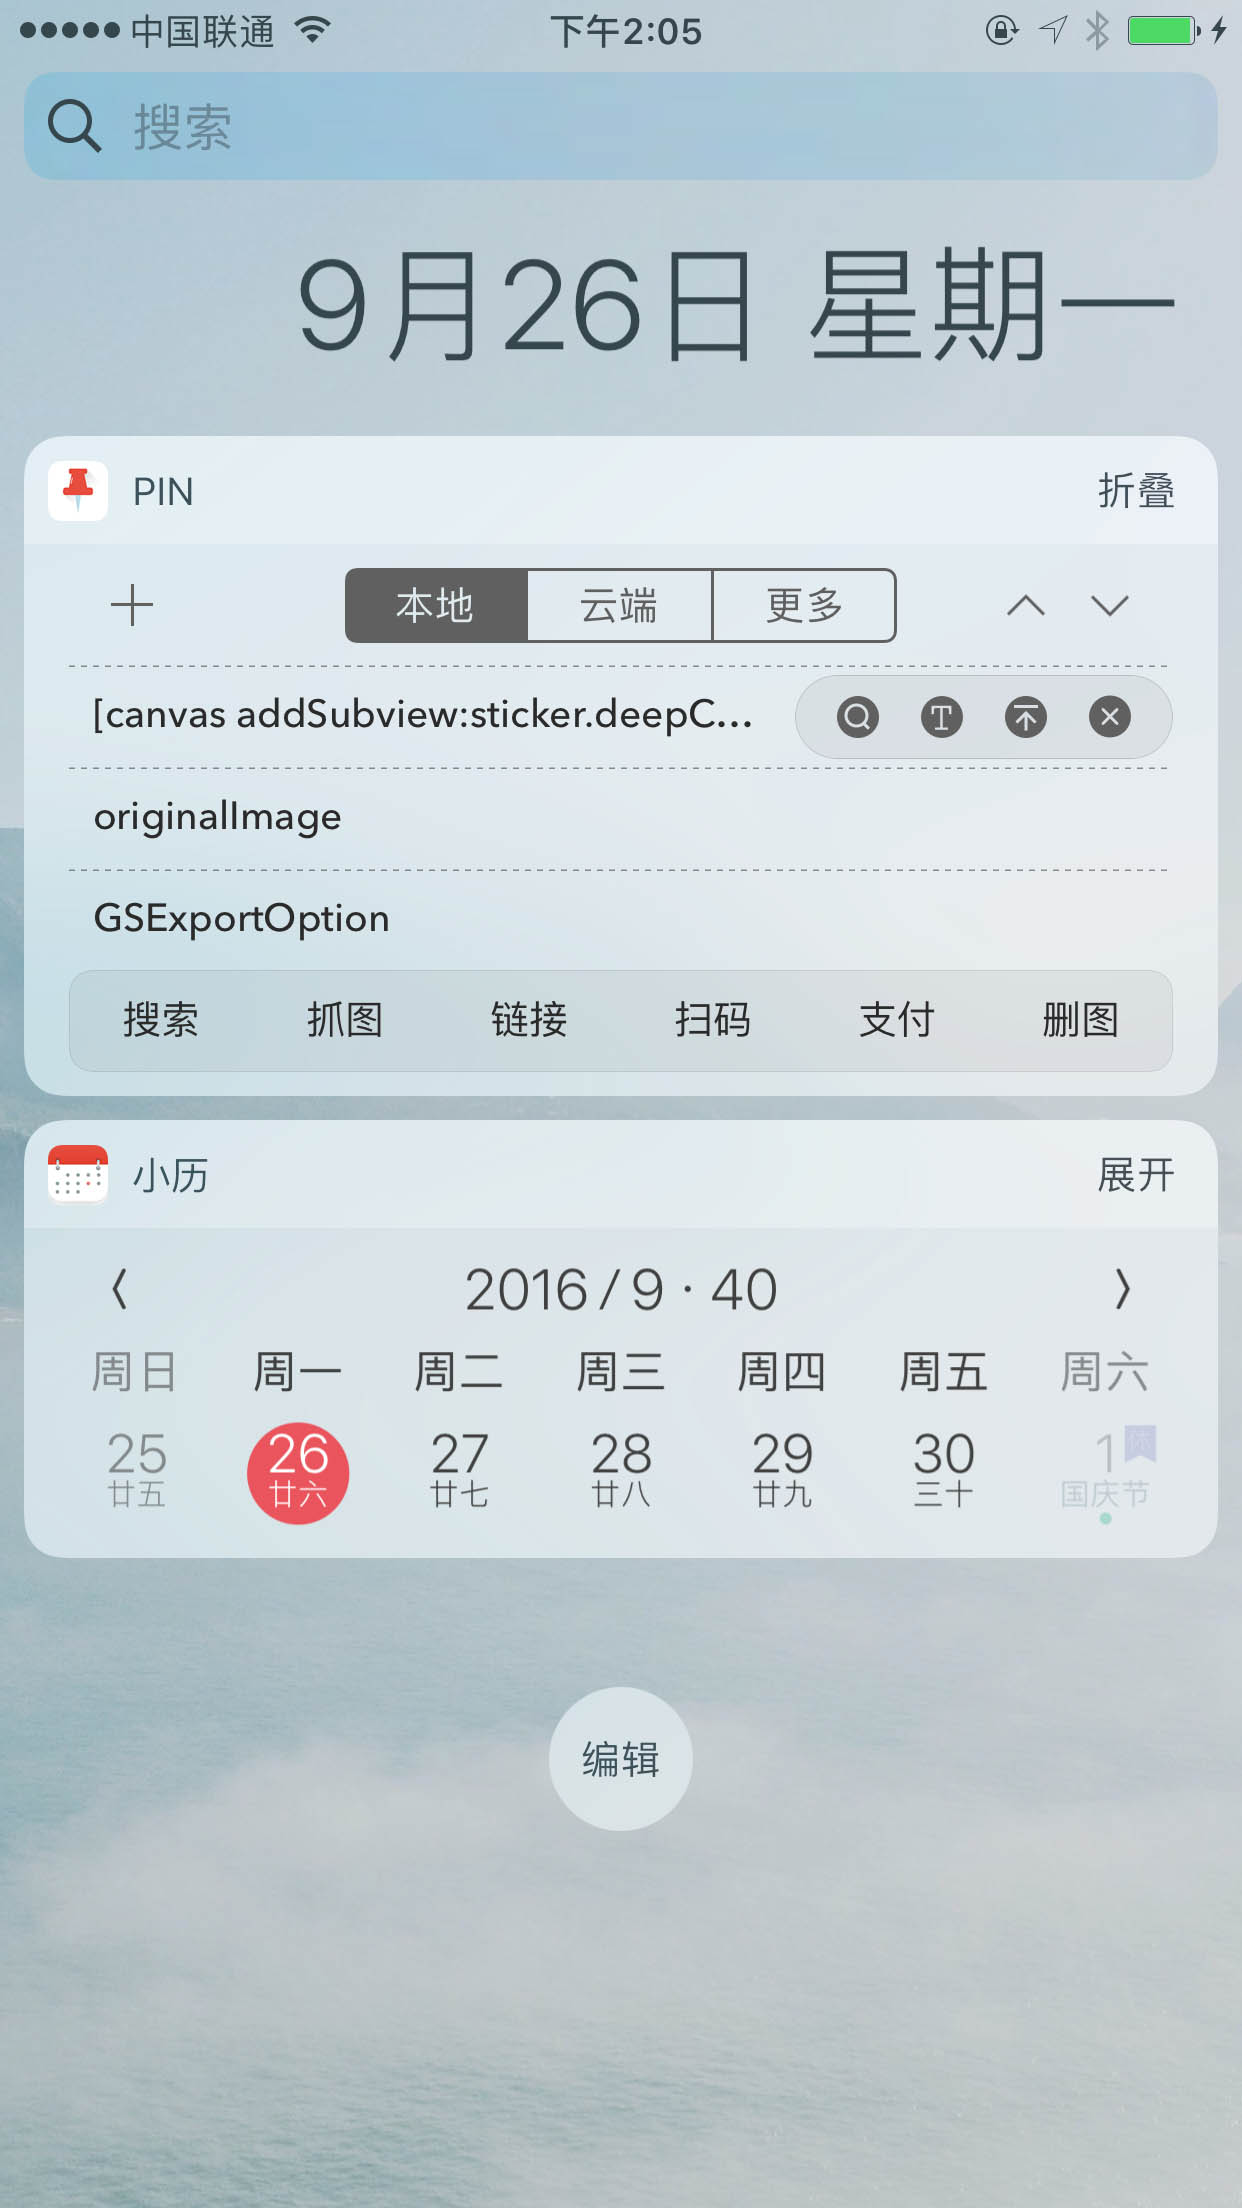 中国联通 下午2:05
搜索
9月26日 星期一
PIN 折叠
本地 云端 更多
[canvas addSubview:sticker.deepC...
originalImage
GSExportOption
搜索 抓图 链接 扫码 支付 删图
小历 展开
2016/9 · 40
周日 周一 周二 周三 周四 周五 周六
25 26 27 28 29 30 1 休
廿五 廿六 廿七 廿八 廿九 三十 国庆节
编辑